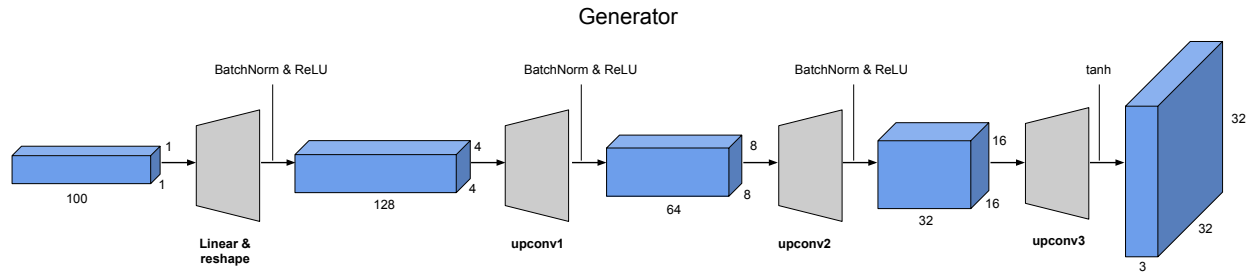 Generator
BatchNorm & ReLU
BatchNorm & ReLU
BatchNorm & ReLU
tanh
1
1
100
4
4
128
8
8
64
16
16
32
32
32
3
Linear &
reshape
upconv1
upconv2
upconv3